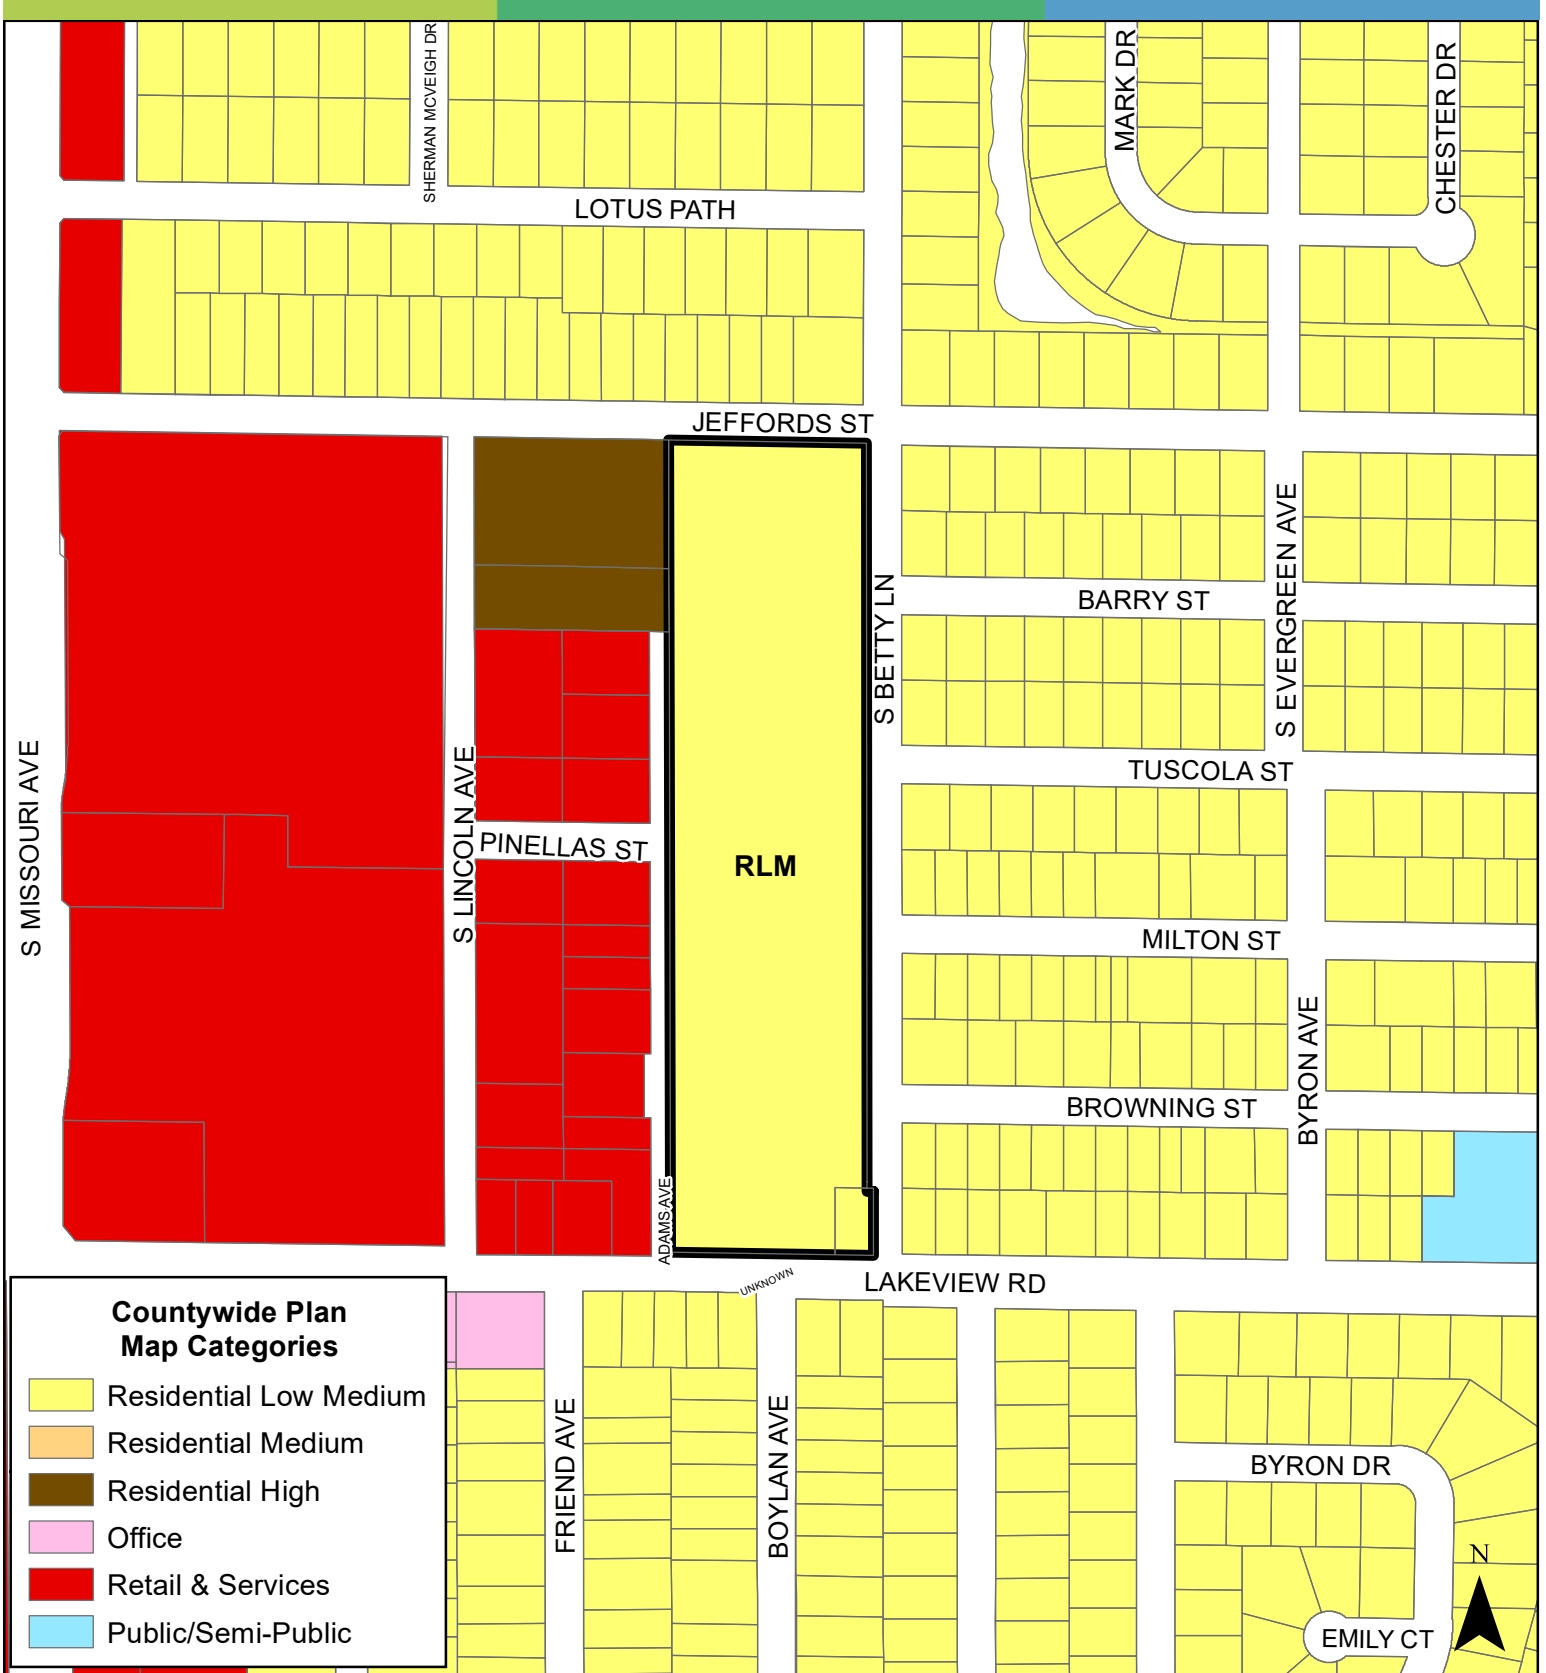 SHERMAN MCVEIGH DR
MARK DR
CHESTER DR
LOTUS PATH
JEFFORDS ST
S BETTY LN
S EVERGREEN AVE
BARRY ST
S MISSOURI AVE
S LINCOLN AVE
TUSCOLA ST
PINELLAS ST
RLM
MILTON ST
BYRON AVE
BROWNING ST
ADAMS AVE
UNKNOWN
LAKEVIEW RD
Countywide Plan
Map Categories
Residential Low Medium
Residential Medium
Residential High
Office
Retail & Services
Public/Semi-Public
FRIEND AVE
BOYLAN AVE
BYRON DR
N
EMILY CT